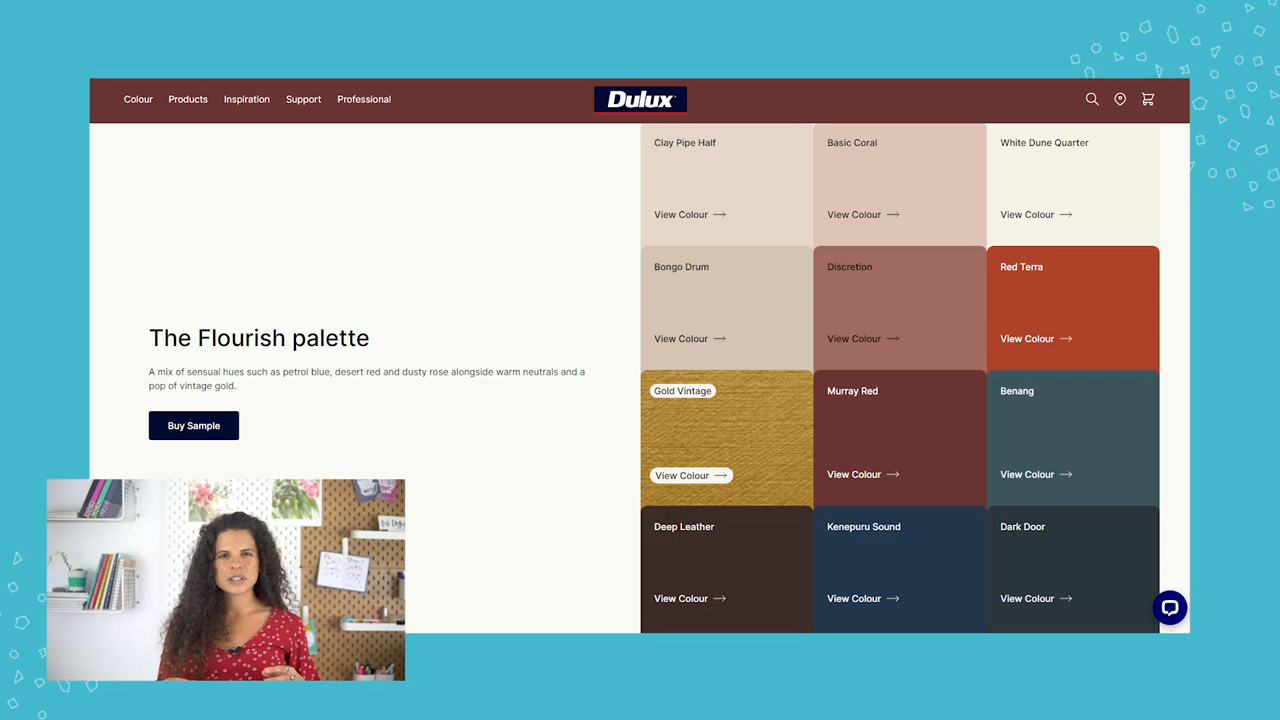 Colour Products Inspiration Support Professional
Dulux
Clay Pipe Half
Basic Coral
White Dune Quarter
View Colour
View Colour
View Colour
Bongo Drum
Discretion
Red Terra
View Colour
View Colour
View Colour
The Flourish palette
A mix of sensual hues such as petrol blue, desert red and dusty rose alongside warm neutrals and a
pop of vintage gold.
Buy Sample
Gold Vintage
Murray Red
Benang
View Colour
View Colour
View Colour
Deep Leather
Kenepuru Sound
Dark Door
View Colour
View Colour
View Colour